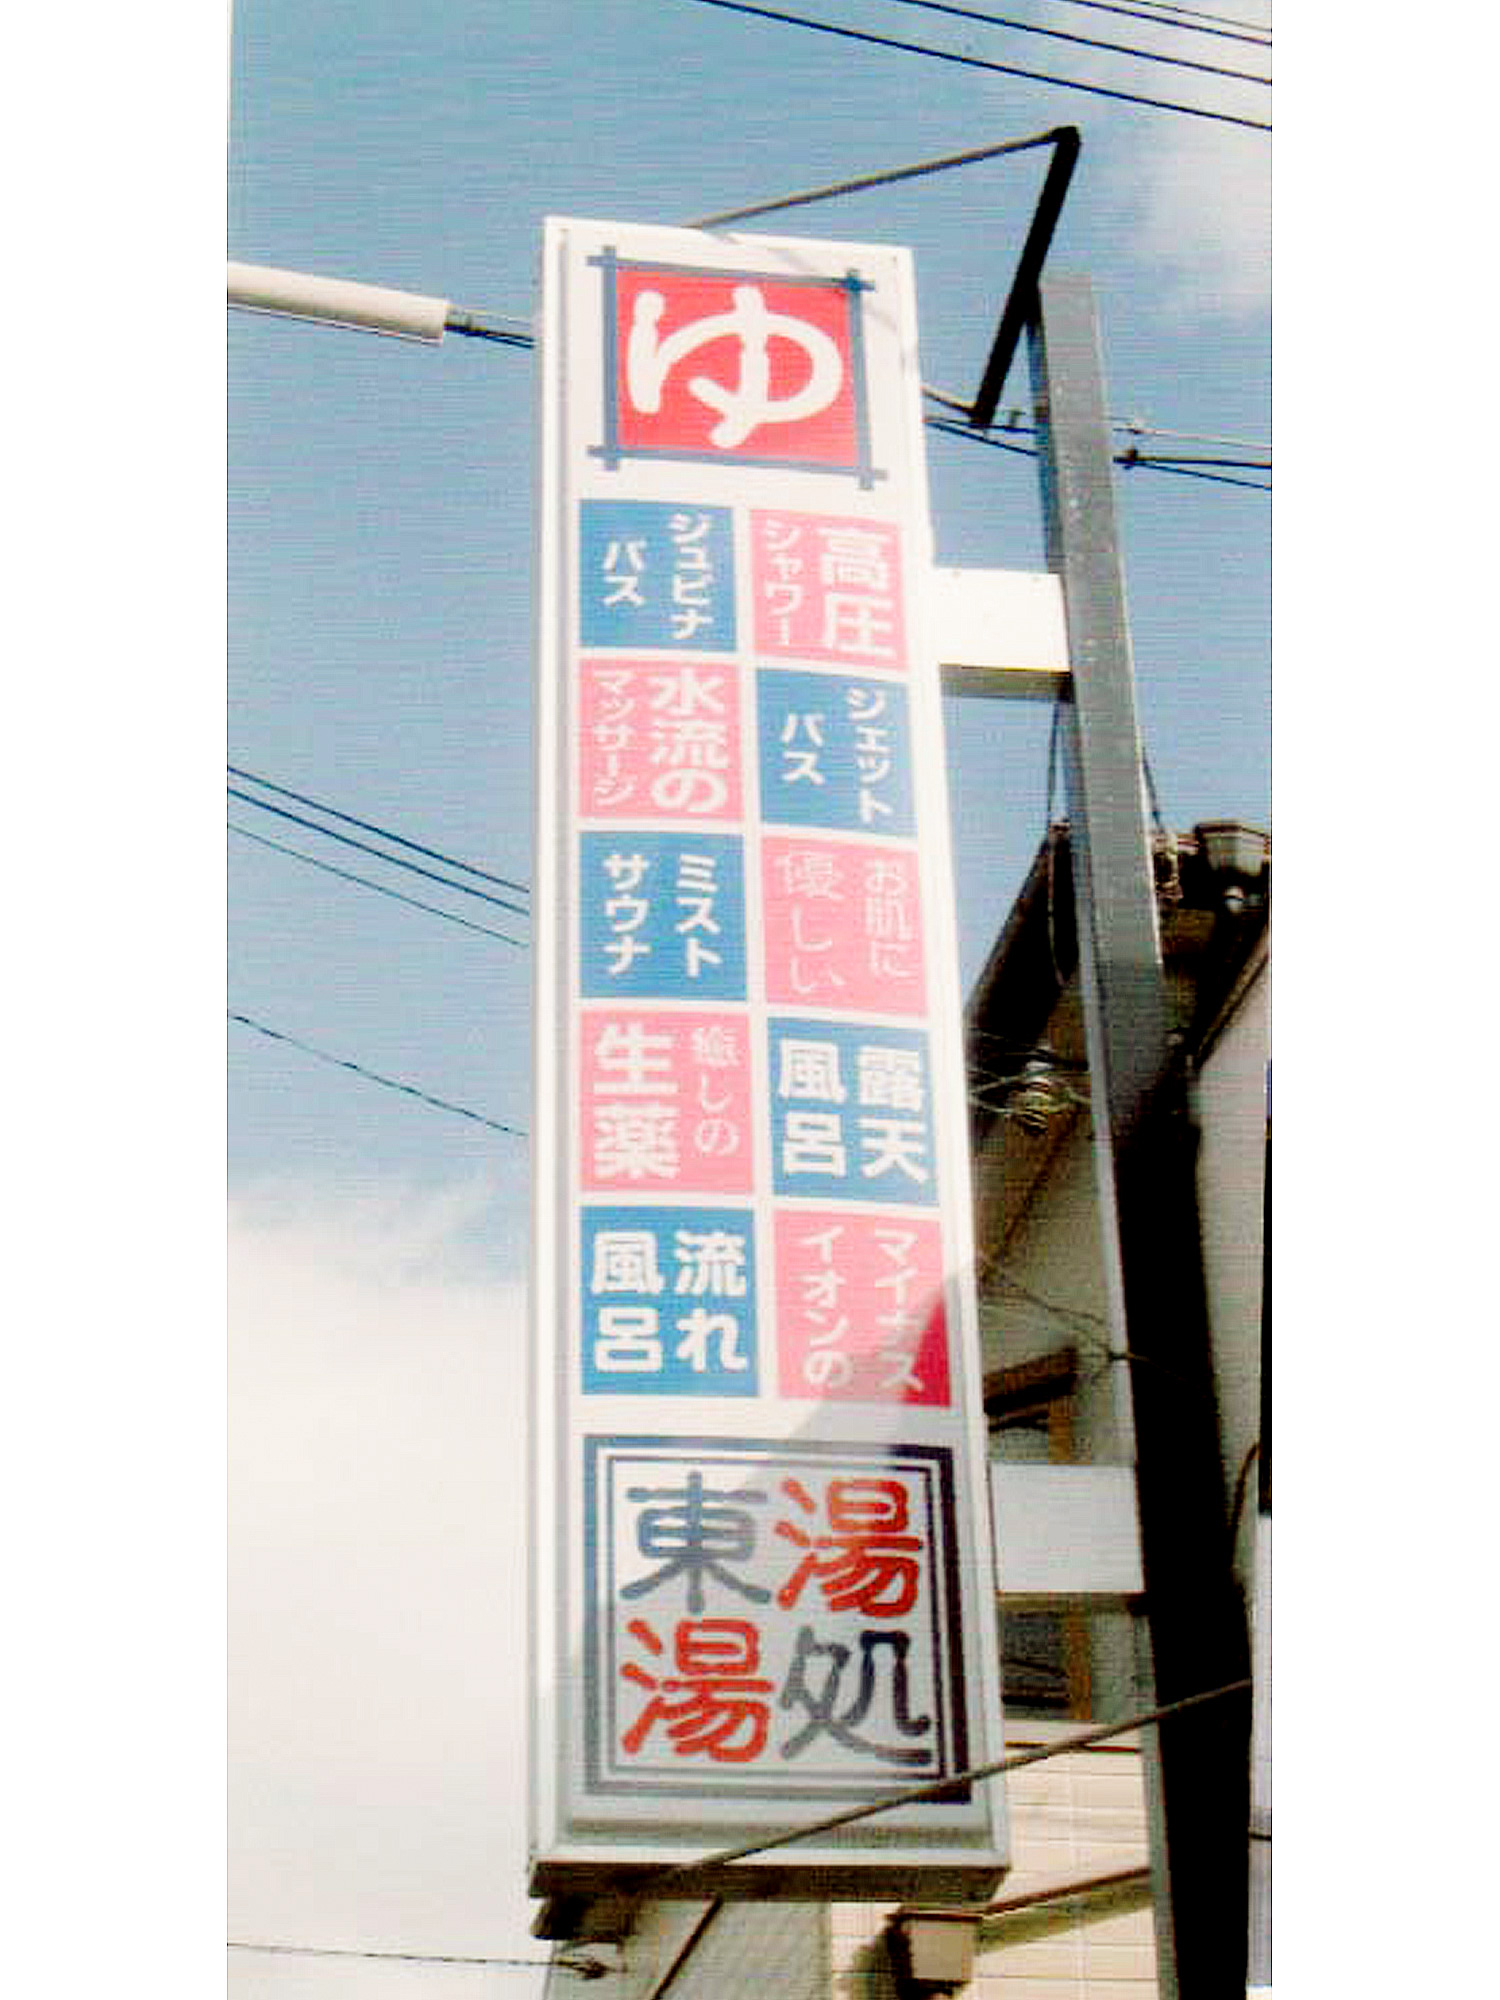 ゆ
高圧
シャワー
ジュビナ
バス
ジェット
バス
水流の
マッサージ
お肌に
優しい
ミスト
サウナ
露天
風呂
癒しの
生薬
マイナス
イオンの
流れ
風呂
湯処
東湯